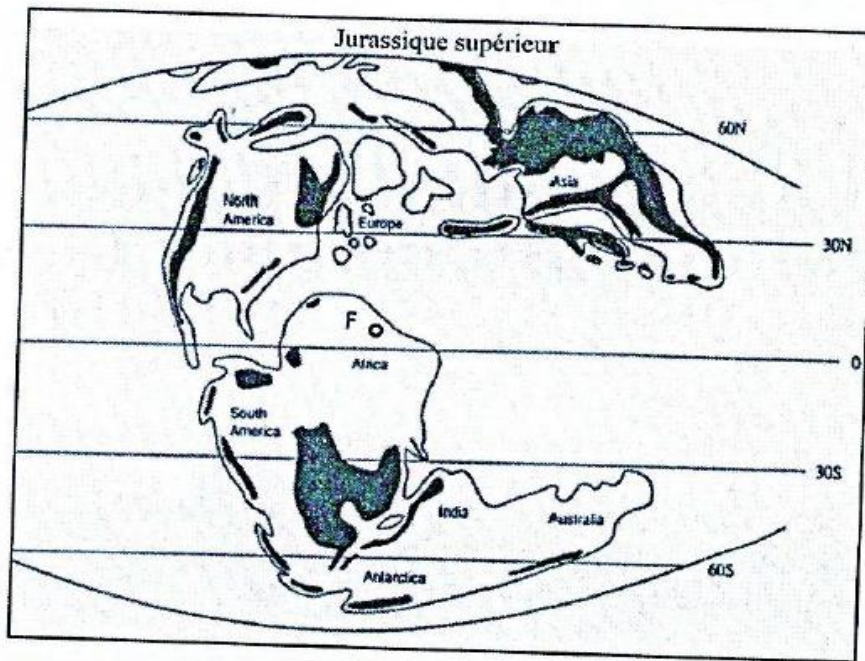 Jurassique supérieur
60N
Asia
North
America
Europe
30N
F
Africa
0
South
America
30S
India
Australia
Antarctica
60S